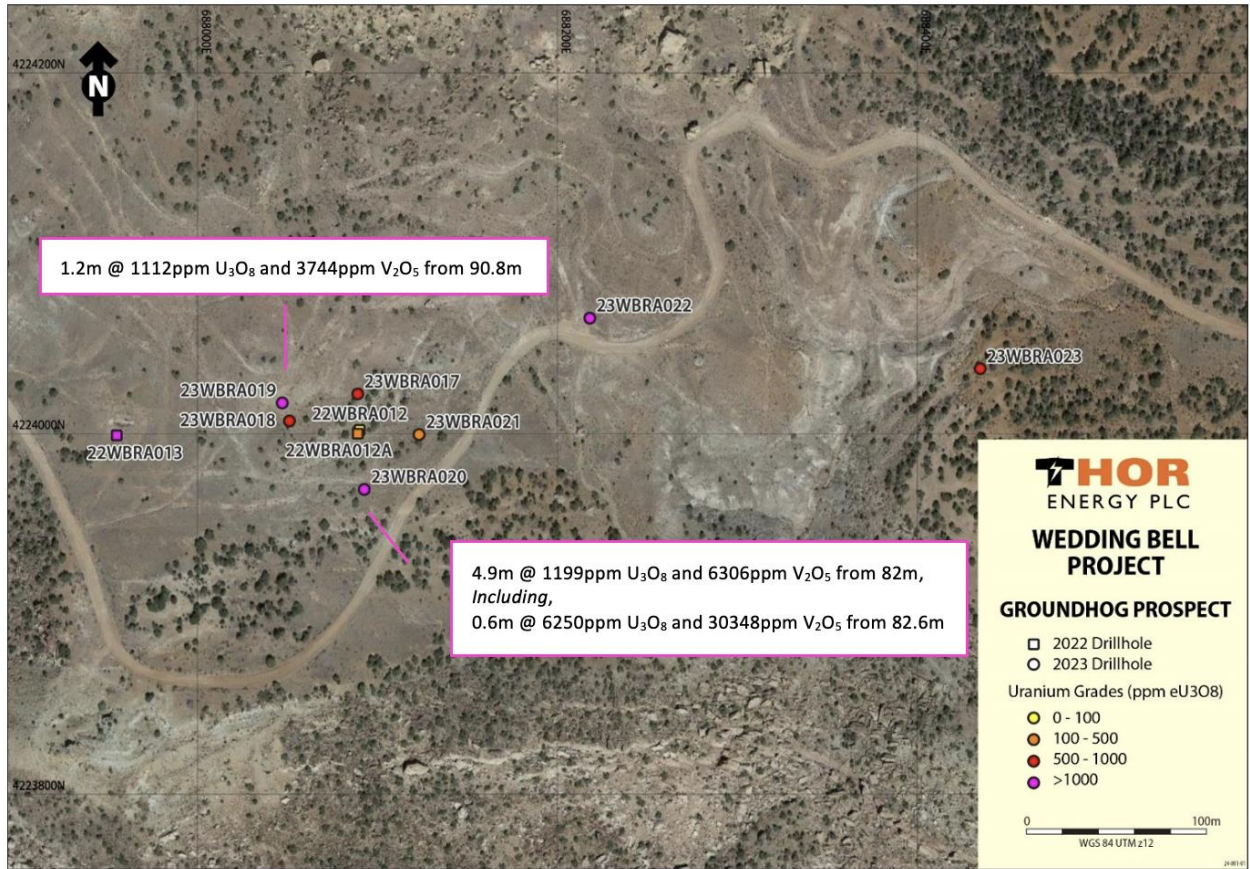 688000E
688200E
688400E
4224200N
N
1.2m @ 1112ppm U₃O₈ and 3744ppm V₂O₅ from 90.8m
23WBRA022
23WBRA023
23WBRA019
23WBRA017
23WBRA018
22WBRA012
23WBRA021
4224000N
22WBRA013
22WBRA012A
23WBRA020
4.9m @ 1199ppm U₃O₈ and 6306ppm V₂O₅ from 82m,
Including,
0.6m @ 6250ppm U₃O₈ and 30348ppm V₂O₅ from 82.6m
4223800N
THOR
ENERGY PLC
WEDDING BELL
PROJECT
GROUNDHOG PROSPECT
2022 Drillhole
2023 Drillhole
Uranium Grades (ppm eU3O8)
0 - 100
100 - 500
500 - 1000
>1000
0 100m
WGS 84 UTM z12